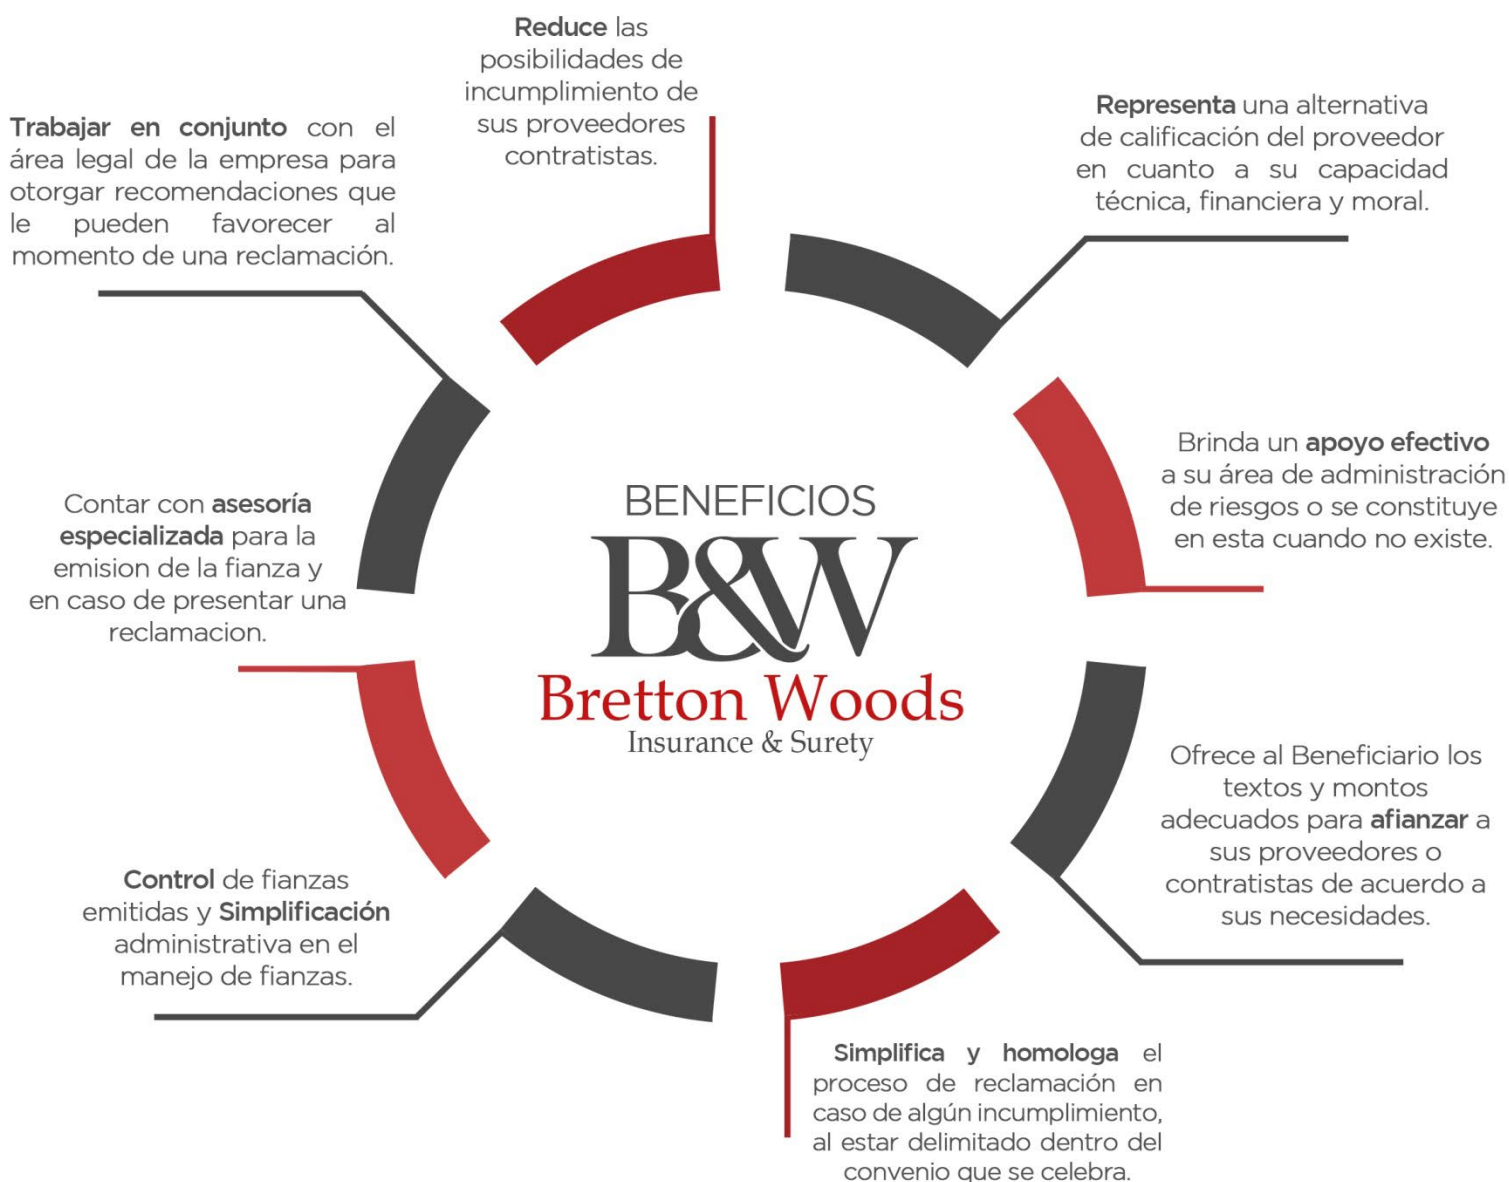 Reduce las
posibilidades de
incumplimiento de
sus proveedores
contratistas.
Representa una alternativa
de calificación del proveedor
en cuanto a su capacidad
técnica, financiera y moral.
Brinda un apoyo efectivo
a su área de administración
de riesgos o se constituye
en esta cuando no existe.
Ofrece al Beneficiario los
textos y montos
adecuados para afianzar a
sus proveedores o
contratistas de acuerdo a
sus necesidades.
Simplifica y homologa el
proceso de reclamación en
caso de algún incumplimiento,
al estar delimitado dentro del
convenio que se celebra.
Control de fianzas
emitidas y Simplificación
administrativa en el
manejo de fianzas.
Contar con asesoría
especializada para la
emision de la fianza y
en caso de presentar una
reclamacion.
Trabajar en conjunto con el
área legal de la empresa para
otorgar recomendaciones que
le pueden favorecer al
momento de una reclamación.
BENEFICIOS
B&W
Bretton Woods
Insurance & Surety